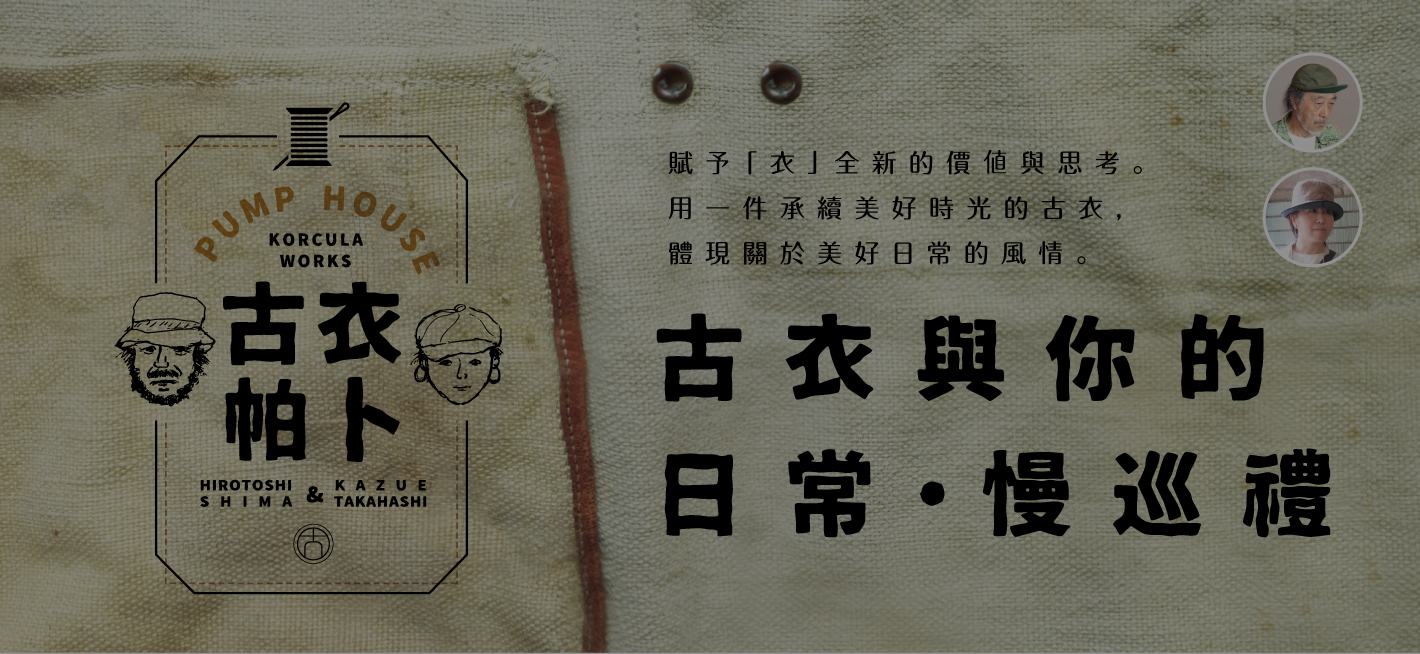 PUMP HOUSE
KORCULA
WORKS
古衣
帕卜
HIROTOSHI
SHIMA
&
KAZUE
TAKAHASHI
古
賦予「衣」全新的價值與思考。
用一件承續美好時光的古衣，
體現關於美好日常的風情。
古衣與你的
日常・慢巡禮